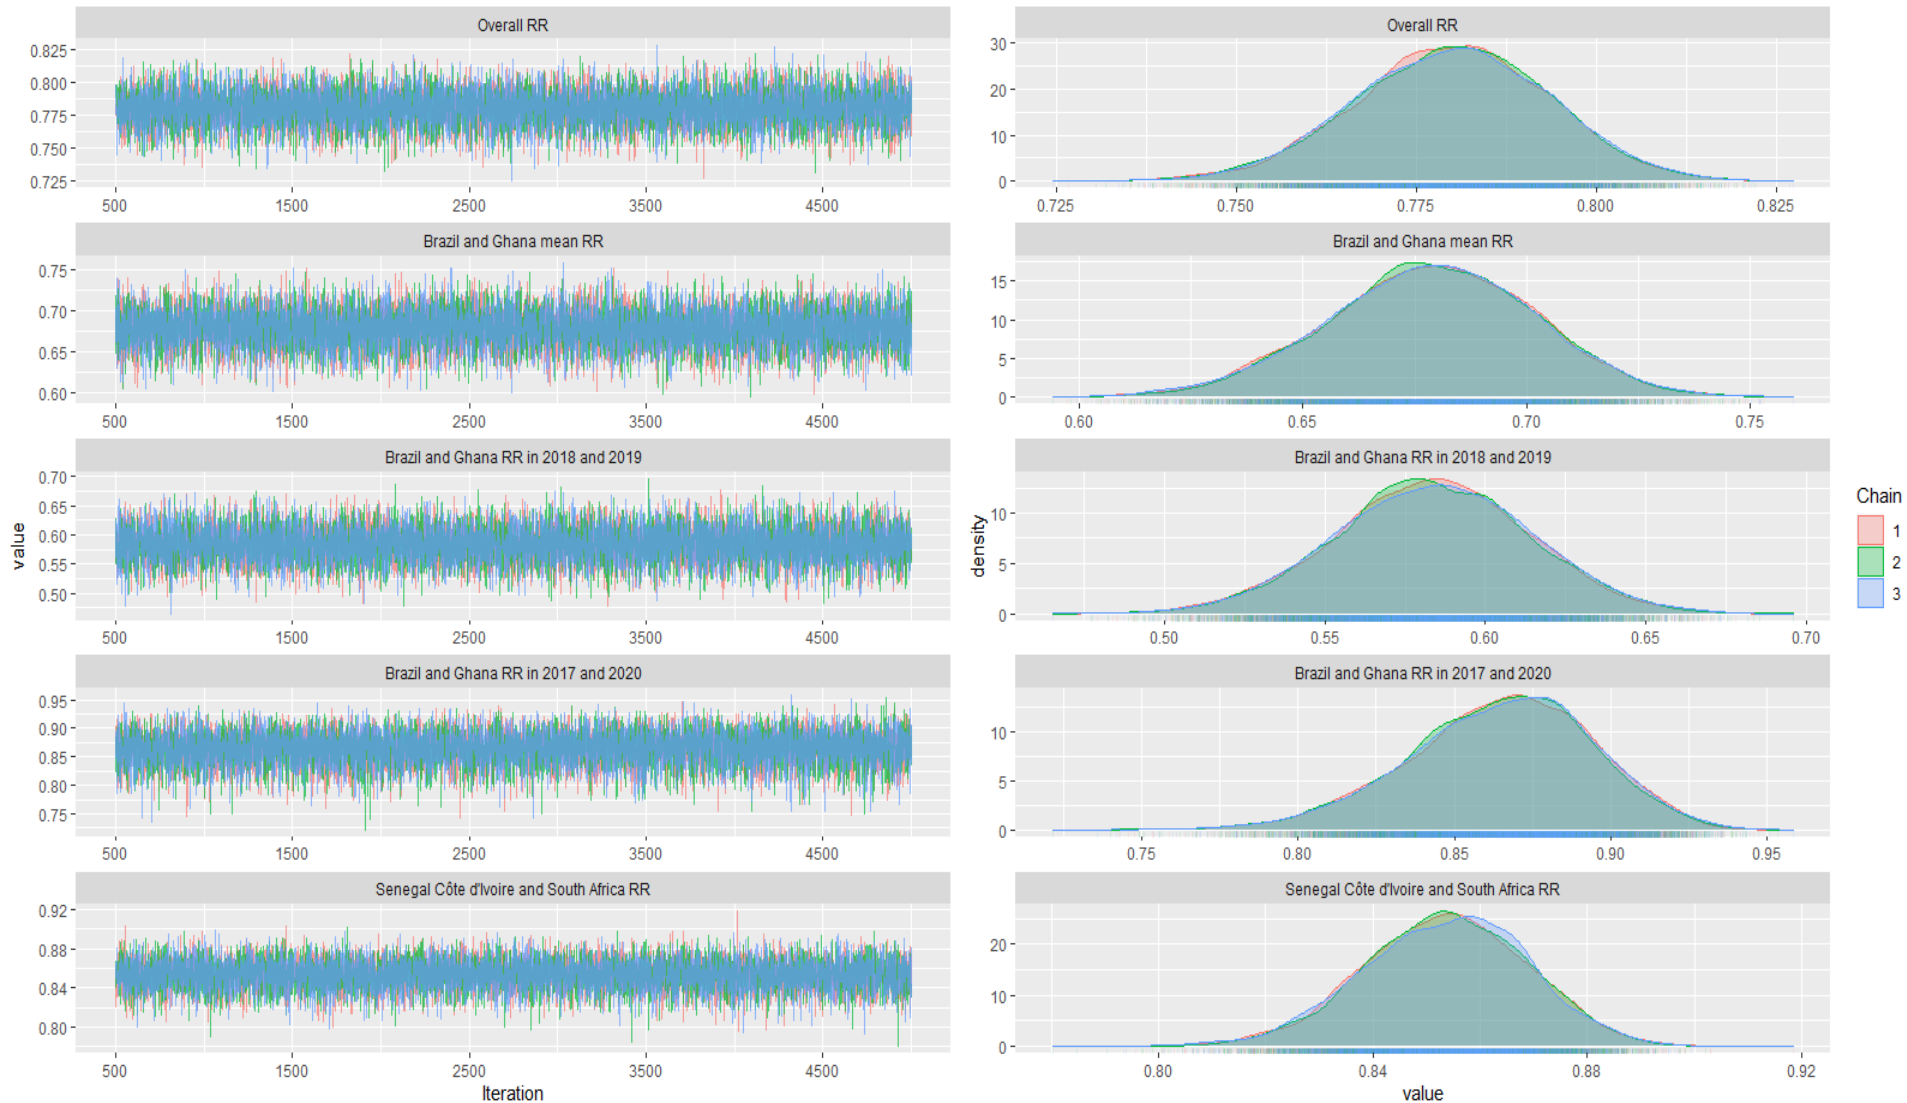 Overall RR
0.825
0.800
0.775
0.750
0.725
500 1500 2500 3500 4500
Brazil and Ghana mean RR
0.75
0.70
0.65
0.60
500 1500 2500 3500 4500
Brazil and Ghana RR in 2018 and 2019
0.70
0.65
0.60
0.55
0.50
500 1500 2500 3500 4500
Brazil and Ghana RR in 2017 and 2020
0.95
0.90
0.85
0.80
0.75
500 1500 2500 3500 4500
Senegal Côte d'Ivoire and South Africa RR
0.92
0.88
0.84
0.80
500 1500 2500 3500 4500
value
Iteration
Overall RR
30
20
10
0
0.725 0.750 0.775 0.800 0.825
Brazil and Ghana mean RR
15
10
5
0
0.60 0.65 0.70 0.75
Brazil and Ghana RR in 2018 and 2019
10
5
0
0.50 0.55 0.60 0.65 0.70
Brazil and Ghana RR in 2017 and 2020
10
5
0
0.75 0.80 0.85 0.90 0.95
Senegal Côte d'Ivoire and South Africa RR
20
10
0
0.80 0.84 0.88 0.92
density
value
Chain
1
2
3